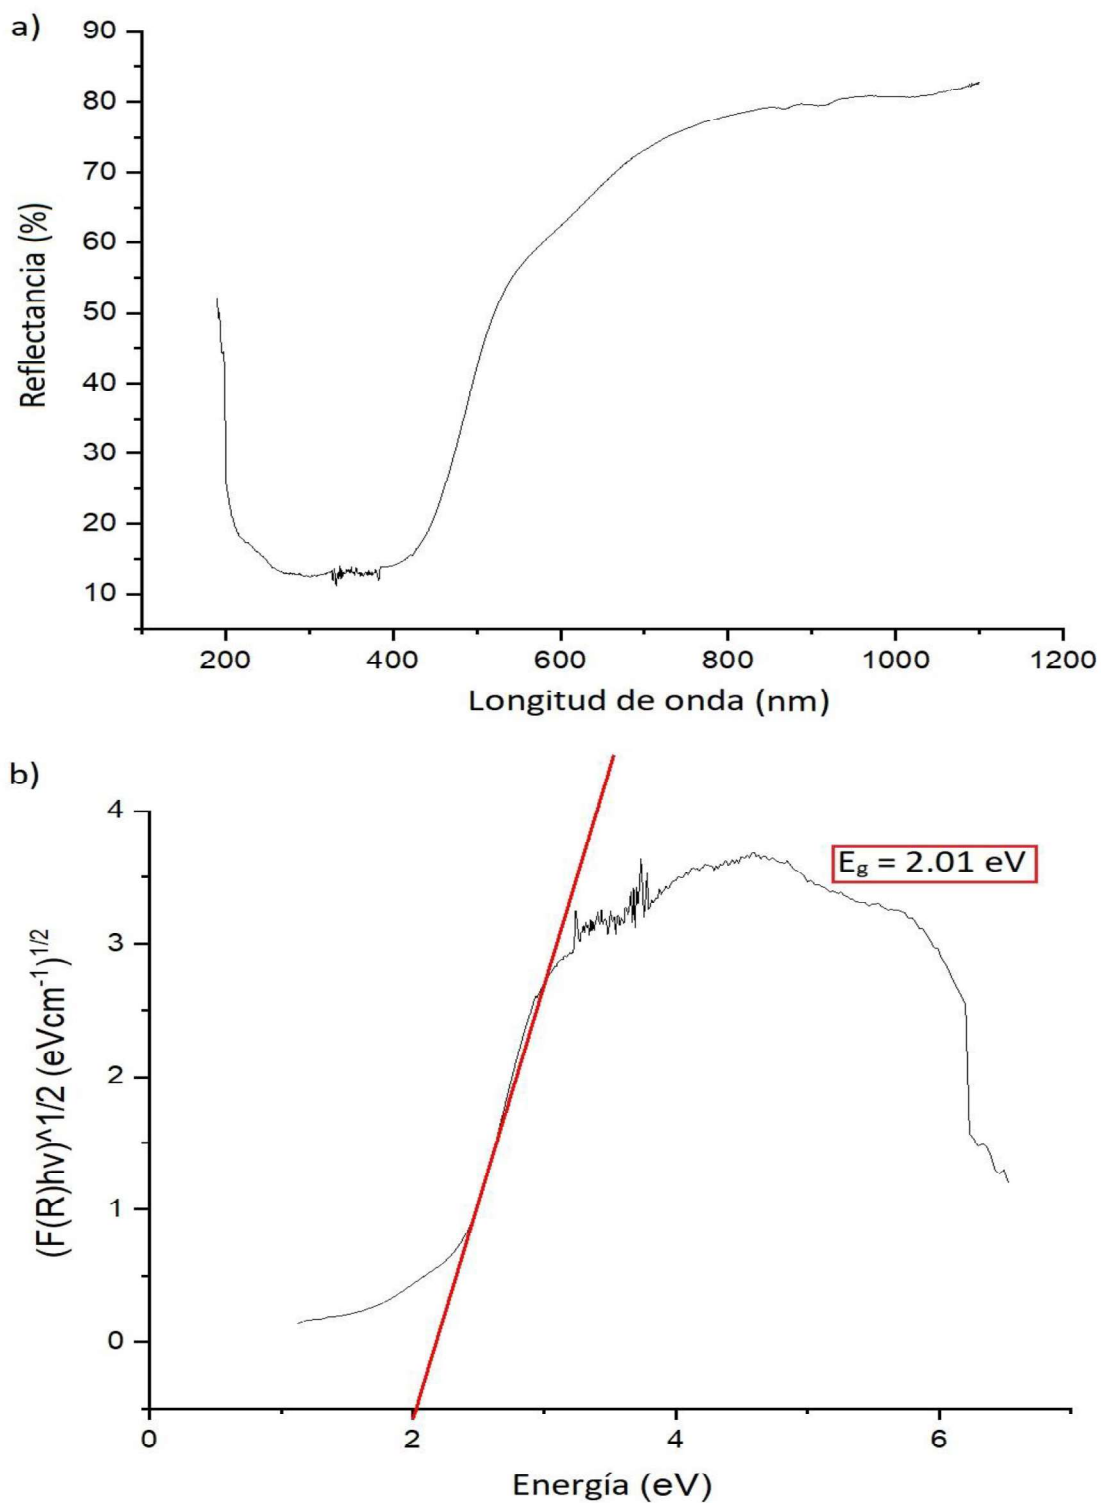 a)
90
80
70
60
50
40
30
20
10
Reflectancia (%)
200 400 600 800 1000 1200
Longitud de onda (nm)
b)
4
3
2
1
0
(F(R)hv)^1/2 (eVcm⁻¹)¹/²
E₉ = 2.01 eV
0 2 4 6
Energía (eV)